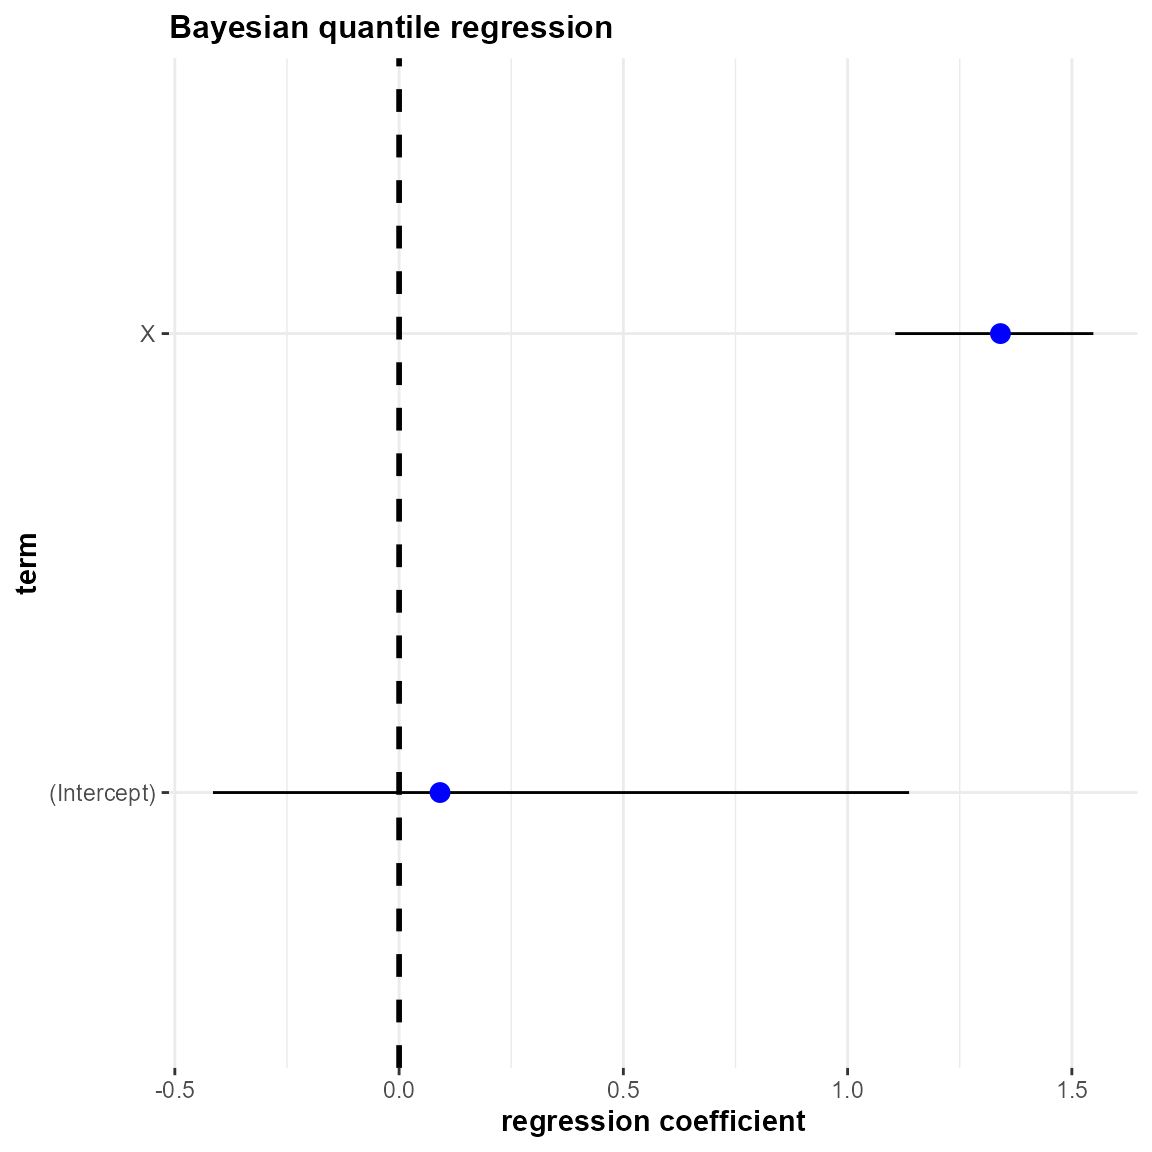 Bayesian quantile regression
term
X
(Intercept)
-0.5 0.0 0.5 1.0 1.5
regression coefficient